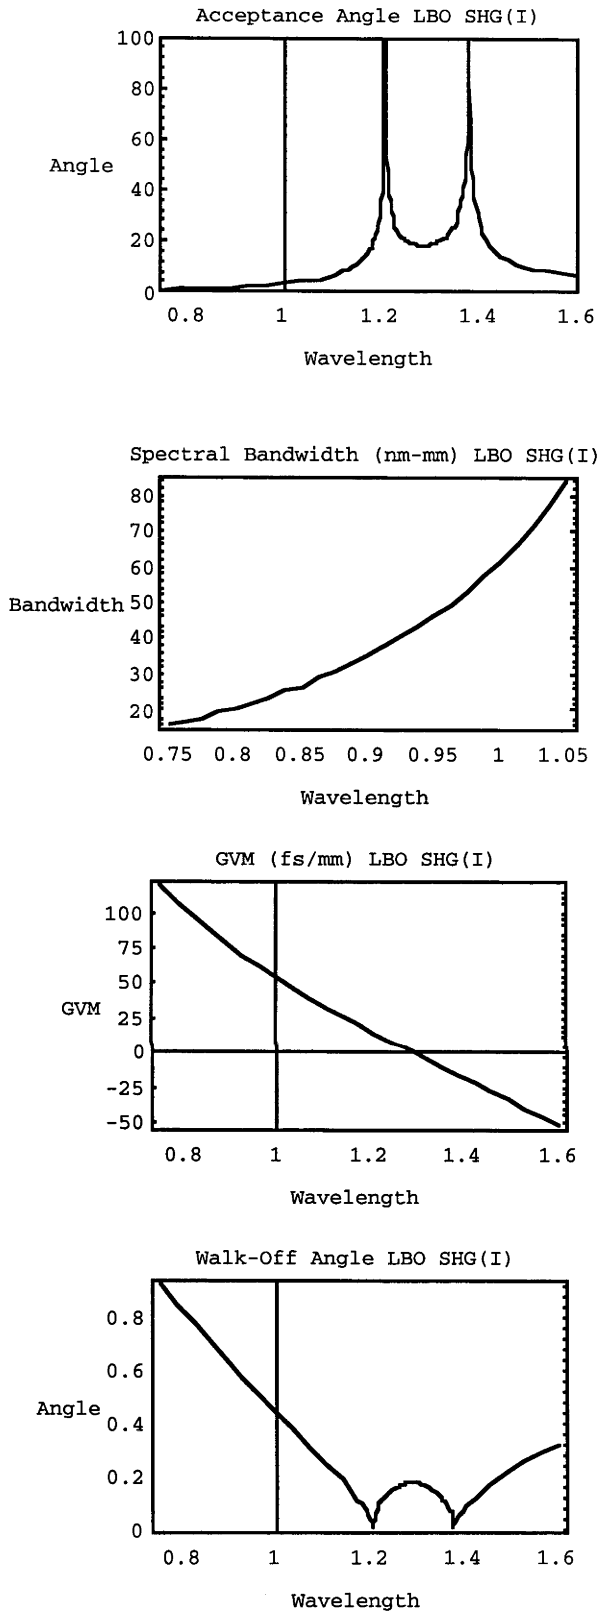 Acceptance Angle LBO SHG(I)
100
80
60
Angle
40
20
0
0.8 1 1.2 1.4 1.6
Wavelength
Spectral Bandwidth (nm-mm) LBO SHG(I)
80
70
60
Bandwidth 50
40
30
20
0.75 0.8 0.85 0.9 0.95 1 1.05
Wavelength
GVM (fs/mm) LBO SHG(I)
100
75
50
GVM 25
0
-25
-50
0.8 1 1.2 1.4 1.6
Wavelength
Walk-Off Angle LBO SHG(I)
0.8
0.6
Angle 0.4
0.2
0
0.8 1 1.2 1.4 1.6
Wavelength